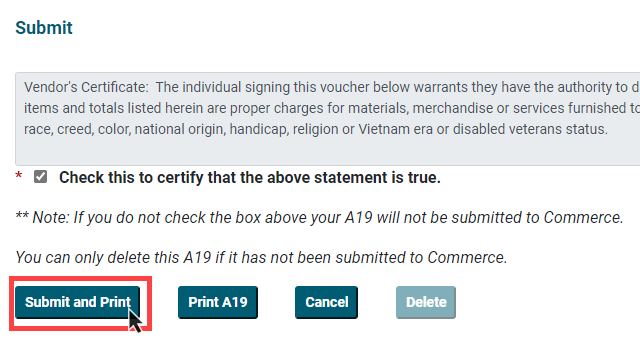 Submit
Vendor's Certificate: The individual signing this voucher below warrants they have the authority to
items and totals listed herein are proper charges for materials, merchandise or services furnished to
race, creed, color, national origin, handicap, religion or Vietnam era or disabled veterans status.
* Check this to certify that the above statement is true.
** Note: If you do not check the box above your A19 will not be submitted to Commerce.
You can only delete this A19 if it has not been submitted to Commerce.
Submit and Print Print A19 Cancel Delete